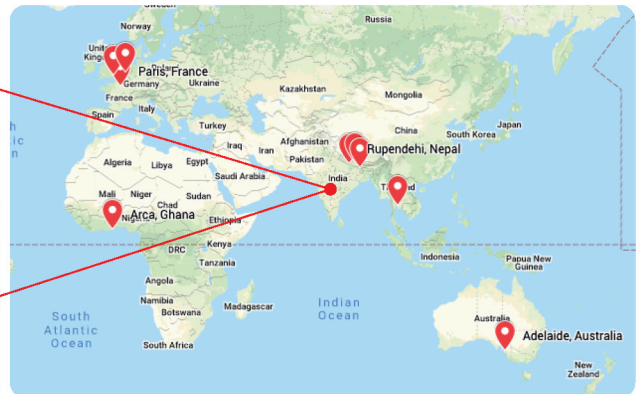 Sweden
Russia
Norway
United
Kingdom
Paris, France
Poland
Germany
Ukraine
France
Kazakhstan
Mongolia
Italy
Spain
Turkey
Japan
China
South Korea
Afghanistan
Iraq
Iran
Pakistan
Rupendehi, Nepal
Algeria
Libya
Egypt
Saudi Arabia
India
Mali
Niger
Chad
Sudan
Arca, Ghana
Ethiopia
Kenya
DRC
Tanzania
Indonesia
Papua New
Guinea
Angola
Namibia
Botswana
Madagascar
Indian
Ocean
South
Atlantic
Ocean
South Africa
Australia
Adelaide, Australia
New
Zealand